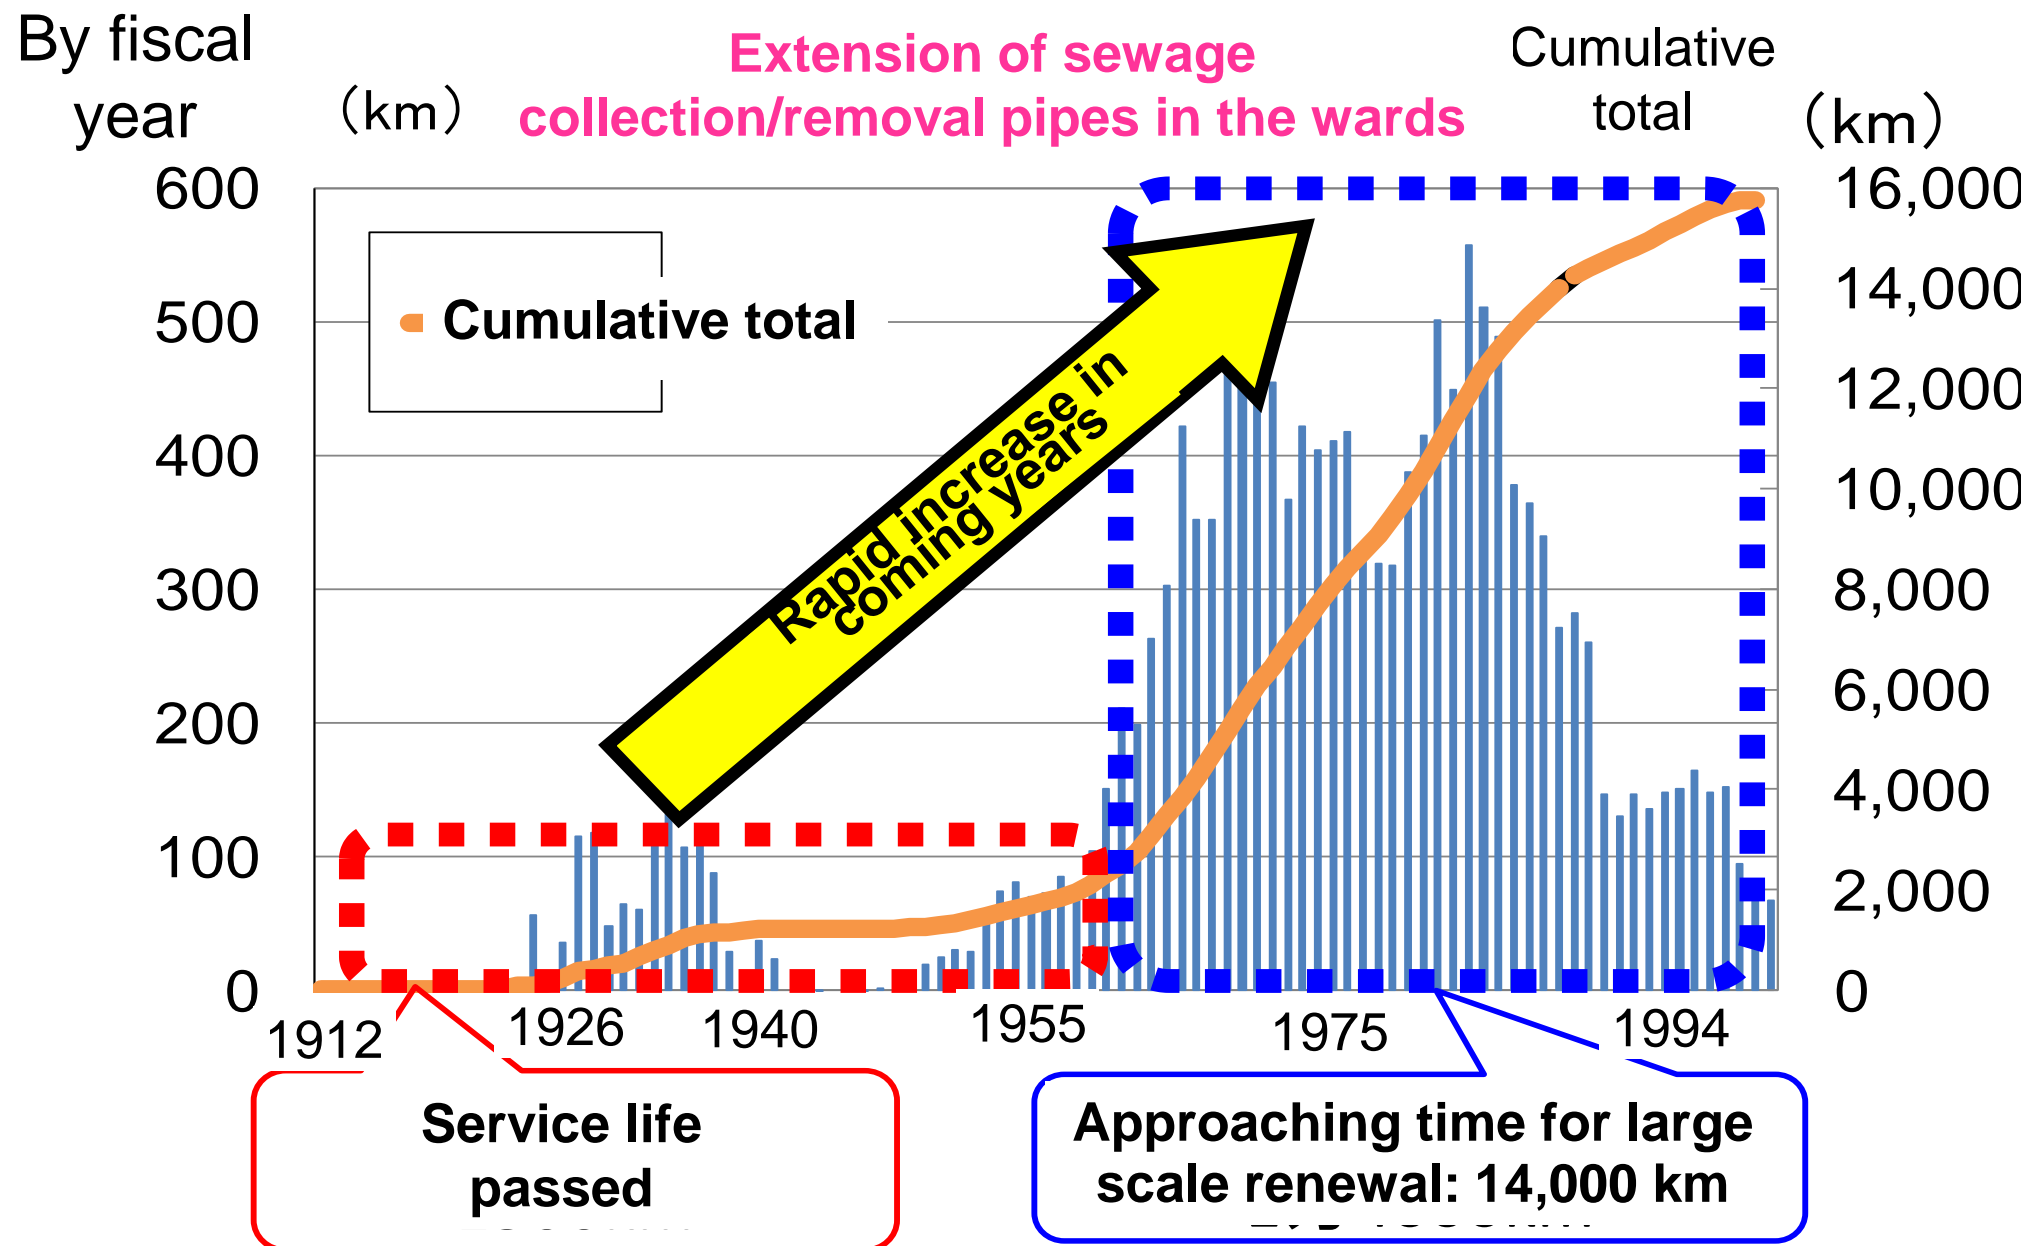 By fiscal
year
（km）
Extension of sewage
collection/removal pipes in the wards
Cumulative
total
（km）
600
500
400
300
200
100
0
16,000
14,000
12,000
10,000
8,000
6,000
4,000
2,000
0
Cumulative total
Rapid increase in
coming years
1912
1926
1940
1955
1975
1994
Service life
passed
Approaching time for large
scale renewal: 14,000 km